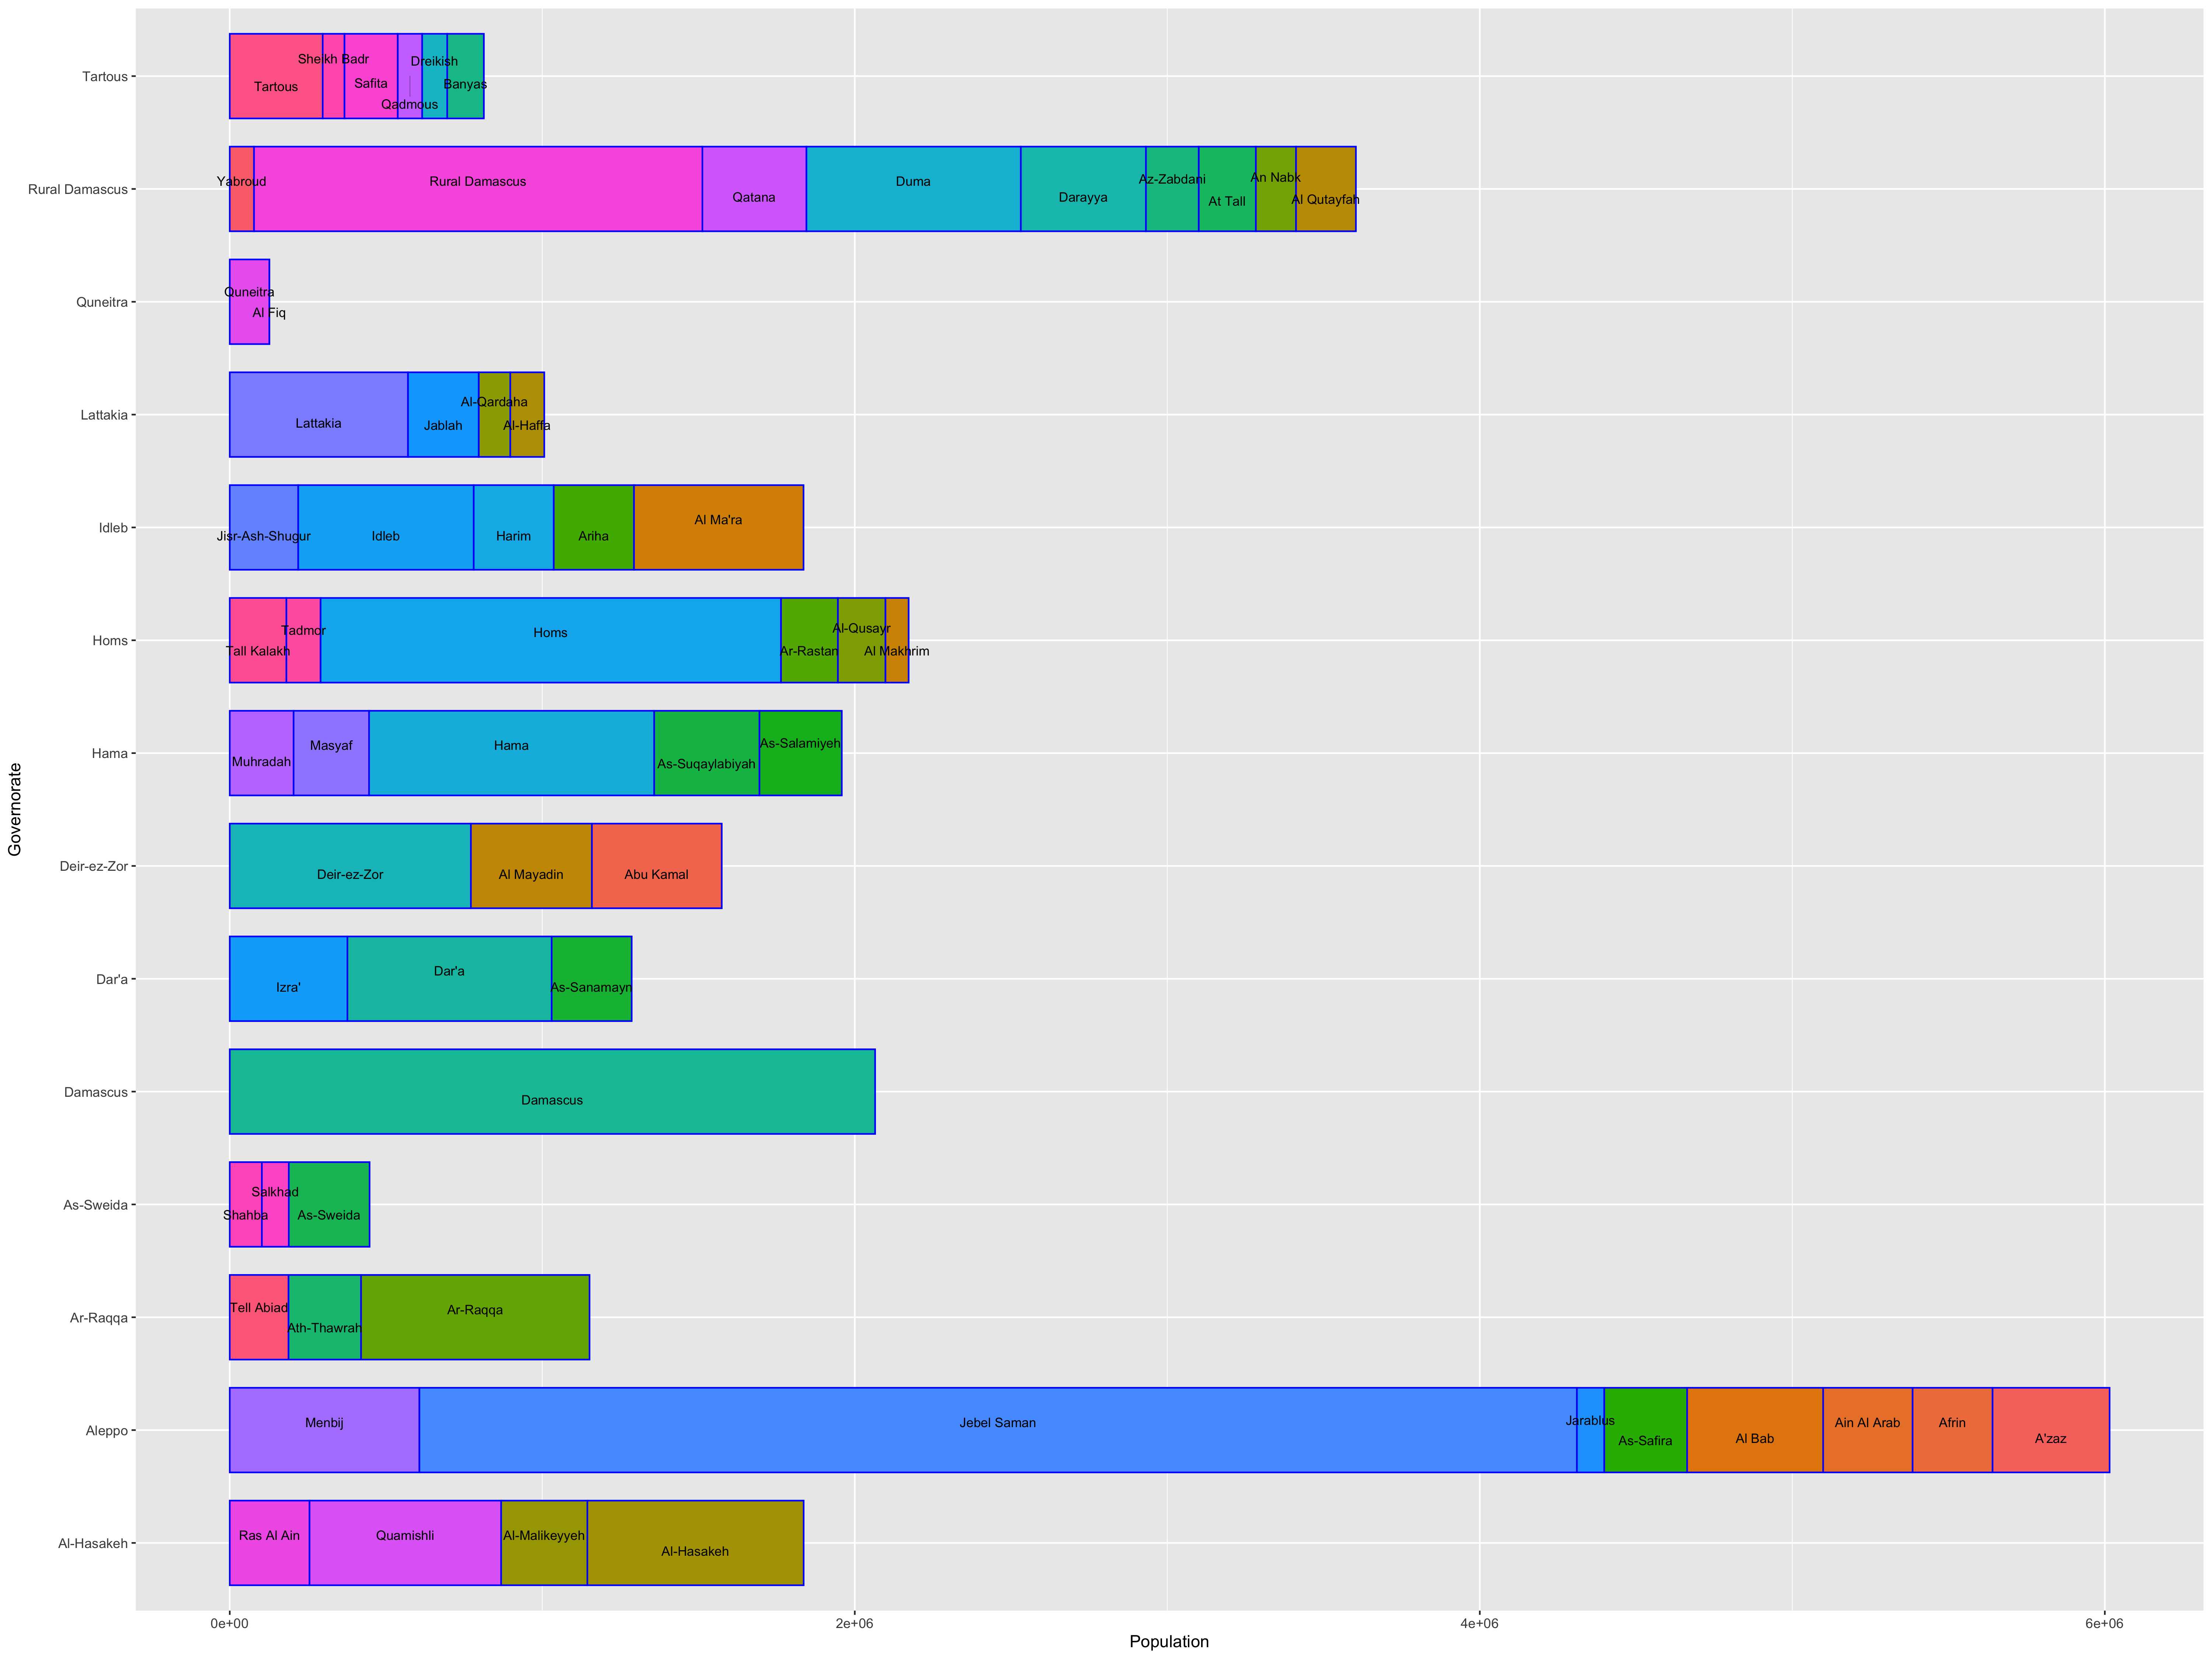 Governorate
Tartous
Sheikh Badr
Dreikish
Tartous
Safita
Banyas
Qadmous
Rural Damascus
Yabroud
Rural Damascus
Qatana
Duma
Darayya
Az-Zabdani
At Tall
An Nabk
Al Qutayfah
Quneitra
Quneitra
Al Fiq
Lattakia
Lattakia
Jablah
Al-Qardaha
Al-Haffa
Idleb
Jisr-Ash-Shugur
Idleb
Harim
Ariha
Al Ma'ra
Homs
Tall Kalakh
Tadmor
Homs
Ar-Rastan
Al-Qusayr
Al Makhrim
Hama
Muhradah
Masyaf
Hama
As-Suqaylabiyah
As-Salamiyeh
Deir-ez-Zor
Deir-ez-Zor
Al Mayadin
Abu Kamal
Dar'a
Izra'
Dar'a
As-Sanamayn
Damascus
Damascus
As-Sweida
Shahba
Salkhad
As-Sweida
Ar-Raqqa
Tell Abiad
Ath-Thawrah
Ar-Raqqa
Aleppo
Menbij
Jebel Saman
Jarablus
As-Safira
Al Bab
Ain Al Arab
Afrin
A'zaz
Al-Hasakeh
Ras Al Ain
Quamishli
Al-Malikeyyeh
Al-Hasakeh
0e+00
2e+06
4e+06
6e+06
Population